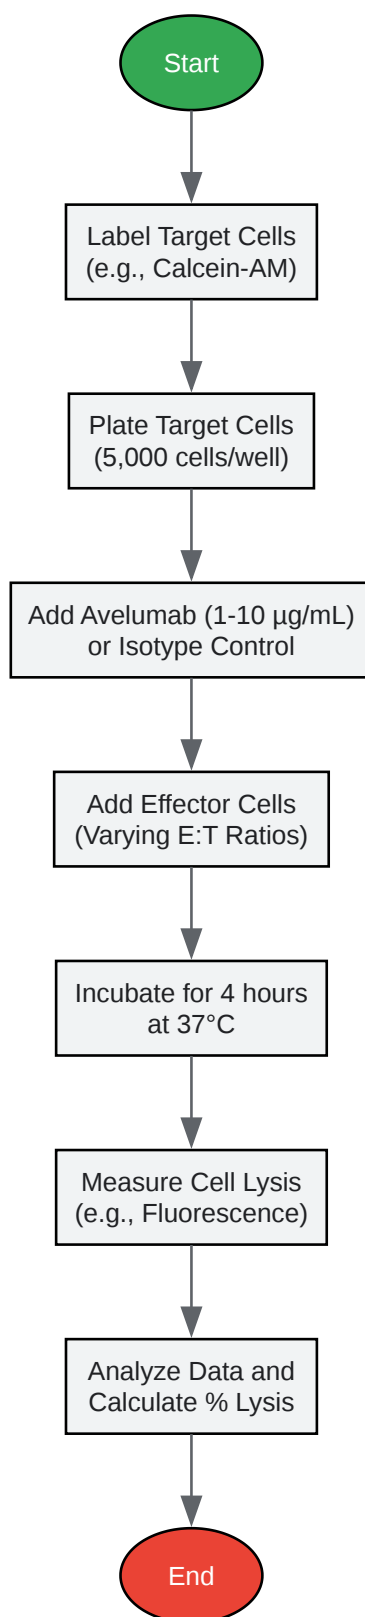 Start
Label Target Cells
(e.g., Calcein-AM)
Plate Target Cells
(5,000 cells/well)
Add Avelumab (1-10 µg/mL)
or Isotype Control
Add Effector Cells
(Varying E:T Ratios)
Incubate for 4 hours
at 37°C
Measure Cell Lysis
(e.g., Fluorescence)
Analyze Data and
Calculate % Lysis
End